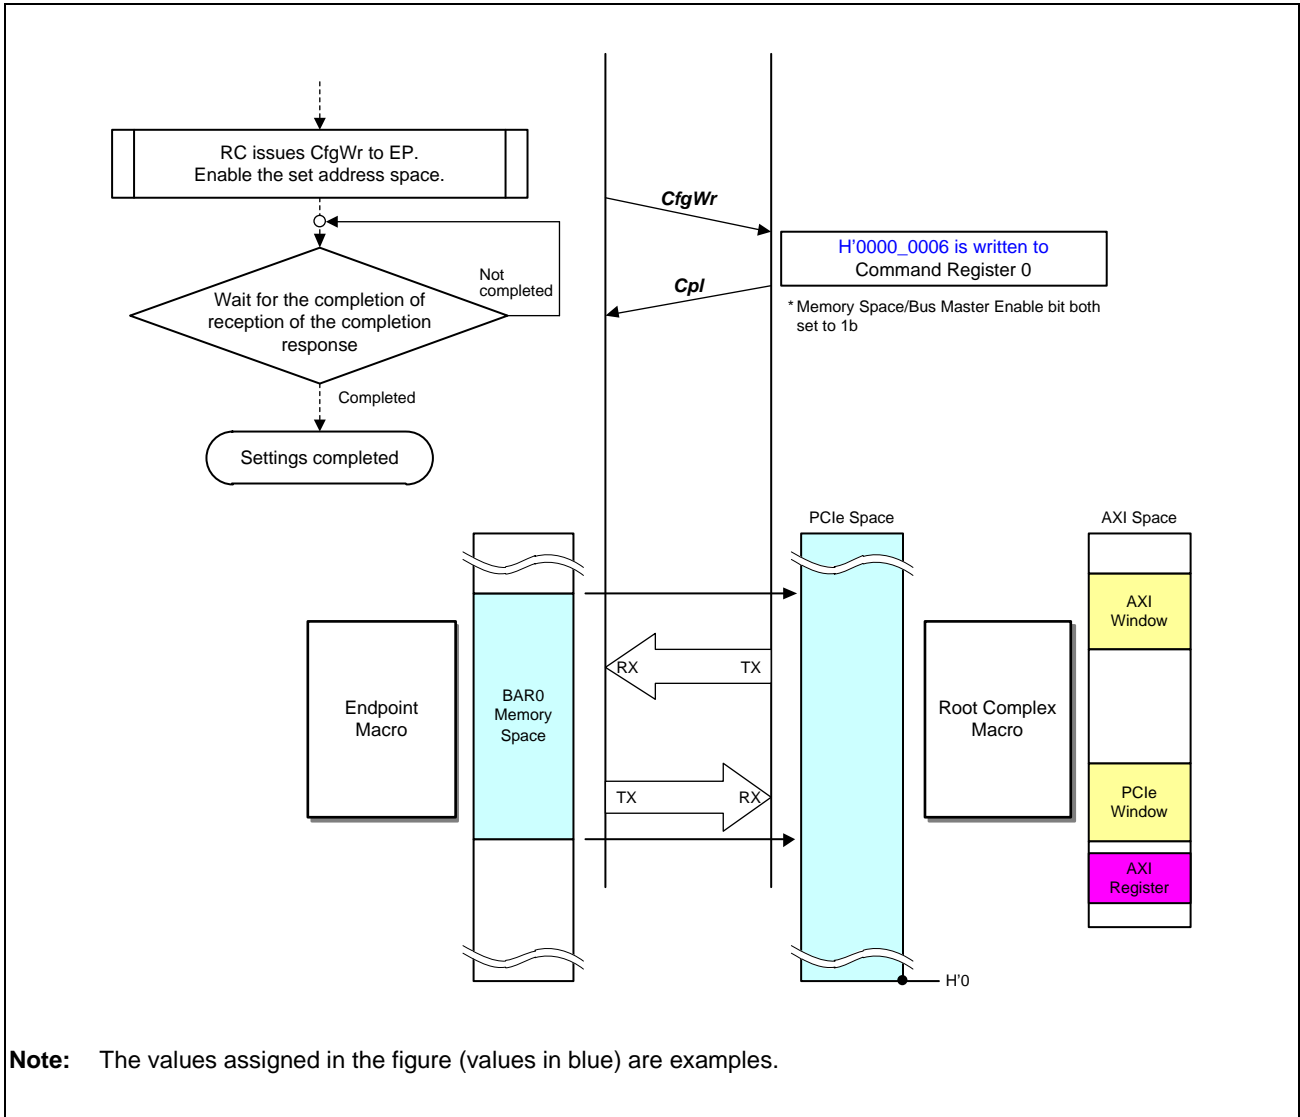 RC issues CfgWr to EP.
Enable the set address space.
CfgWr
H'0000_0006 is written to
Command Register 0
Not
completed
Cpl
Wait for the completion of
reception of the completion
response
* Memory Space/Bus Master Enable bit both
set to 1b
Completed
Settings completed
PCIe Space
AXI Space
AXI
Window
RX
TX
Endpoint
Macro
BAR0
Memory
Space
Root Complex
Macro
TX
RX
PCIe
Window
AXI
Register
H'0
Note: The values assigned in the figure (values in blue) are examples.